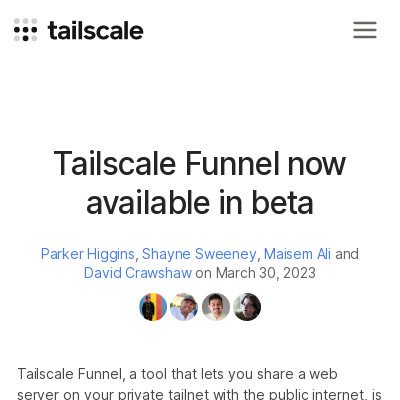 tailscale
Tailscale Funnel now
available in beta
Parker Higgins, Shayne Sweeney, Maisem Ali and
David Crawshaw on March 30, 2023
Tailscale Funnel, a tool that lets you share a web
server on your private tailnet with the public internet, is